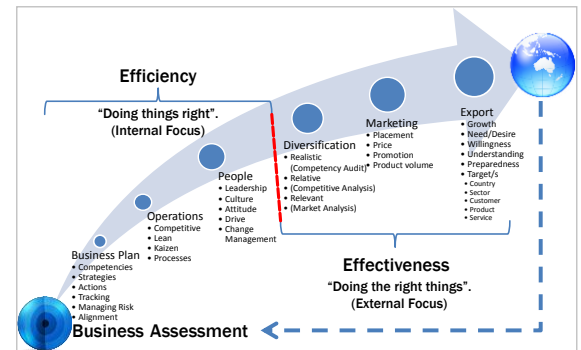 Efficiency
“Doing things right”.
(Internal Focus)
Business Plan
• Competencies
• Strategies
• Actions
• Tracking
• Managing Risk
• Alignment
Operations
• Competitive
• Lean
• Kaizen
• Processes
People
• Leadership
• Culture
• Attitude
• Drive
• Change
Management
Diversification
• Realistic
(Competency Audit)
• Relative
(Competitive Analysis)
• Relevant
• (Market Analysis)
Marketing
• Placement
• Price
• Promotion
• Product volume
Export
• Growth
• Need/Desire
• Willingness
• Understanding
• Preparedness
• Target/s
• Country
• Sector
• Customer
• Product
• Service
Effectiveness
“Doing the right things”.
(External Focus)
Business Assessment